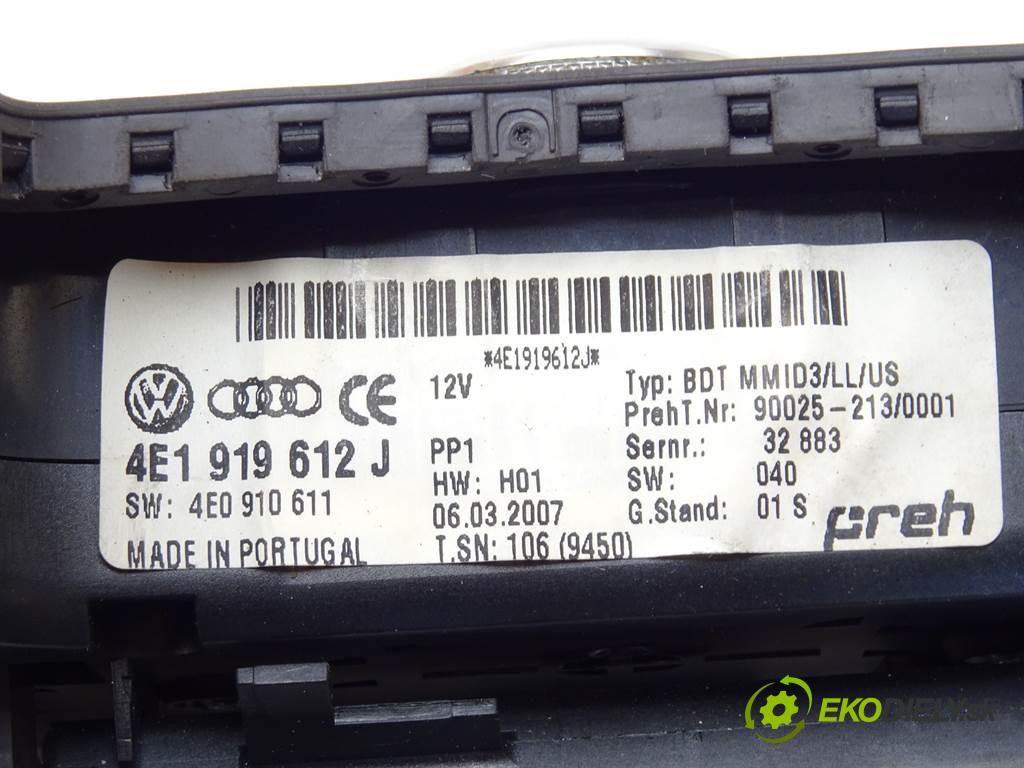 *4E1919612J*
12V
Typ: BDT MMID3/LL/US
PrehT.Nr: 90025-213/0001
4E1 919 612 J
PP1
Sernr.: 32 883
SW: 4E0 910 611
HW: H01
SW: 040
06.03.2007
G.Stand: 01 S
preh
MADE IN PORTUGAL
T.SN: 106 (9450)
EKODIELY.SK